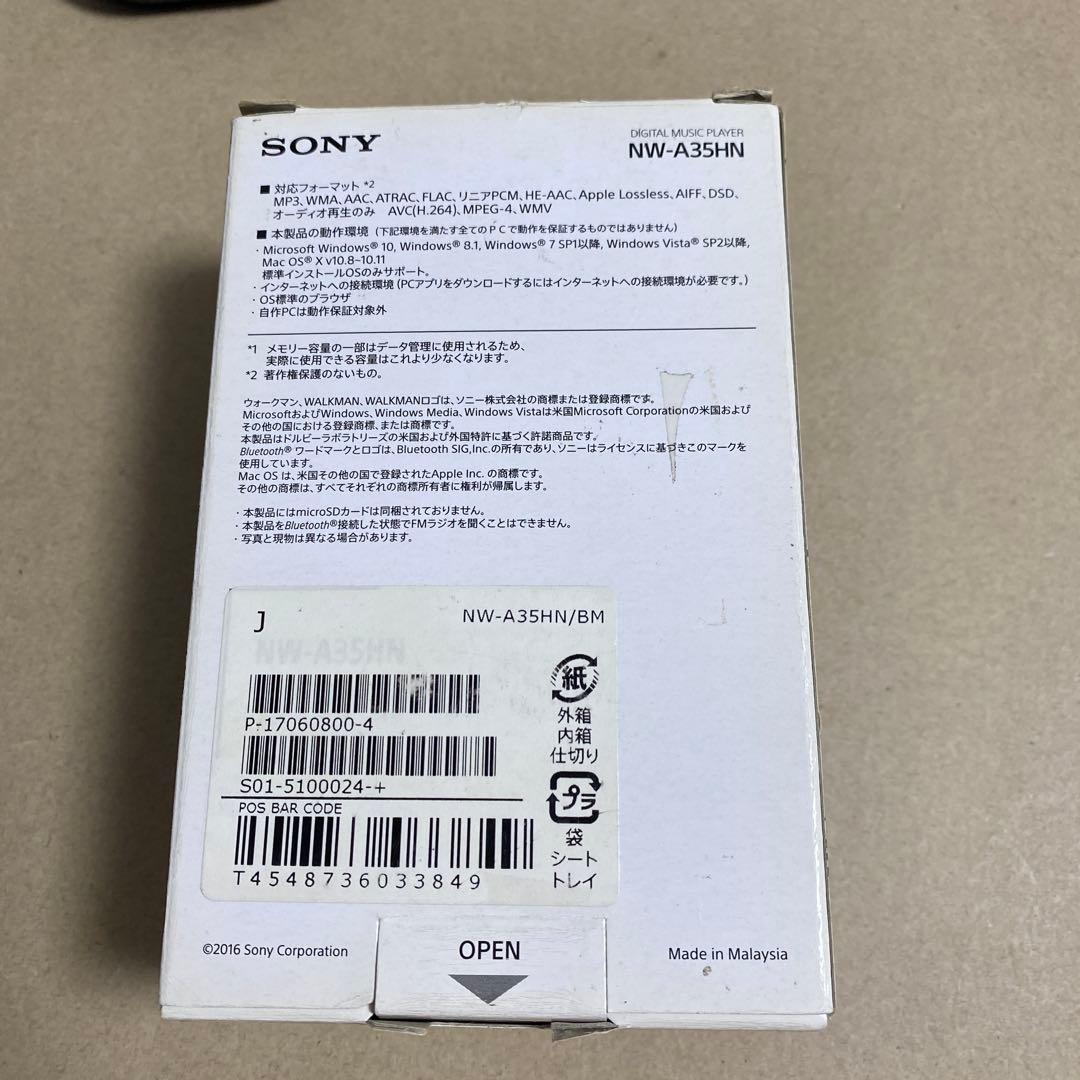 SONY
DIGITAL MUSIC PLAYER
NW-A35HN
■ 対応フォーマット *2
MP3、WMA、AAC、ATRAC、FLAC、リニアPCM、HE-AAC、Apple Lossless、AIFF、DSD、
オーディオ再生のみ AVC(H.264)、MPEG-4、WMV
■ 本製品の動作環境 (下記環境を満たす全てのPCで動作を保証するものではありません)
・Microsoft Windows® 10, Windows® 8.1, Windows® 7 SP1以降, Windows Vista® SP2以降,
Mac OS® X v10.8~10.11
標準インストールOSのみサポート。
・インターネットへの接続環境 (PCアプリをダウンロードするにはインターネットへの接続環境が必要です。)
・OS標準のブラウザ
・自作PCは動作保証対象外
*1 メモリー容量の一部はデータ管理に使用されるため、
実際に使用できる容量はこれより少なくなります。
*2 著作権保護のないもの。
ウォークマン、WALKMAN、WALKMANロゴは、ソニー株式会社の商標または登録商標です。
MicrosoftおよびWindows、Windows Media、Windows Vistaは米国Microsoft Corporationの米国および
その他の国における登録商標、または商標です。
本製品はドルビーラボラトリーズの米国および外国特許に基づく許諾商品です。
Bluetooth® ワードマークとロゴは、Bluetooth SIG,Inc.の所有であり、ソニーはライセンスに基づきこのマークを
使用しています。
Mac OS は、米国その他の国で登録されたApple Inc. の商標です。
その他の商標は、すべてそれぞれの商標所有者に権利が帰属します。
・本製品にはmicroSDカードは同梱されておりません。
・本製品をBluetooth®接続した状態でFMラジオを聞くことはできません。
・写真と現物は異なる場合があります。
J
NW-A35HN/BM
NW-A35HN
P-17060800-4
S01-5100024-+
POS BAR CODE
T4548736033849
紙
外箱
内箱
仕切り
プラ
袋
シート
トレイ
©2016 Sony Corporation
OPEN
Made in Malaysia